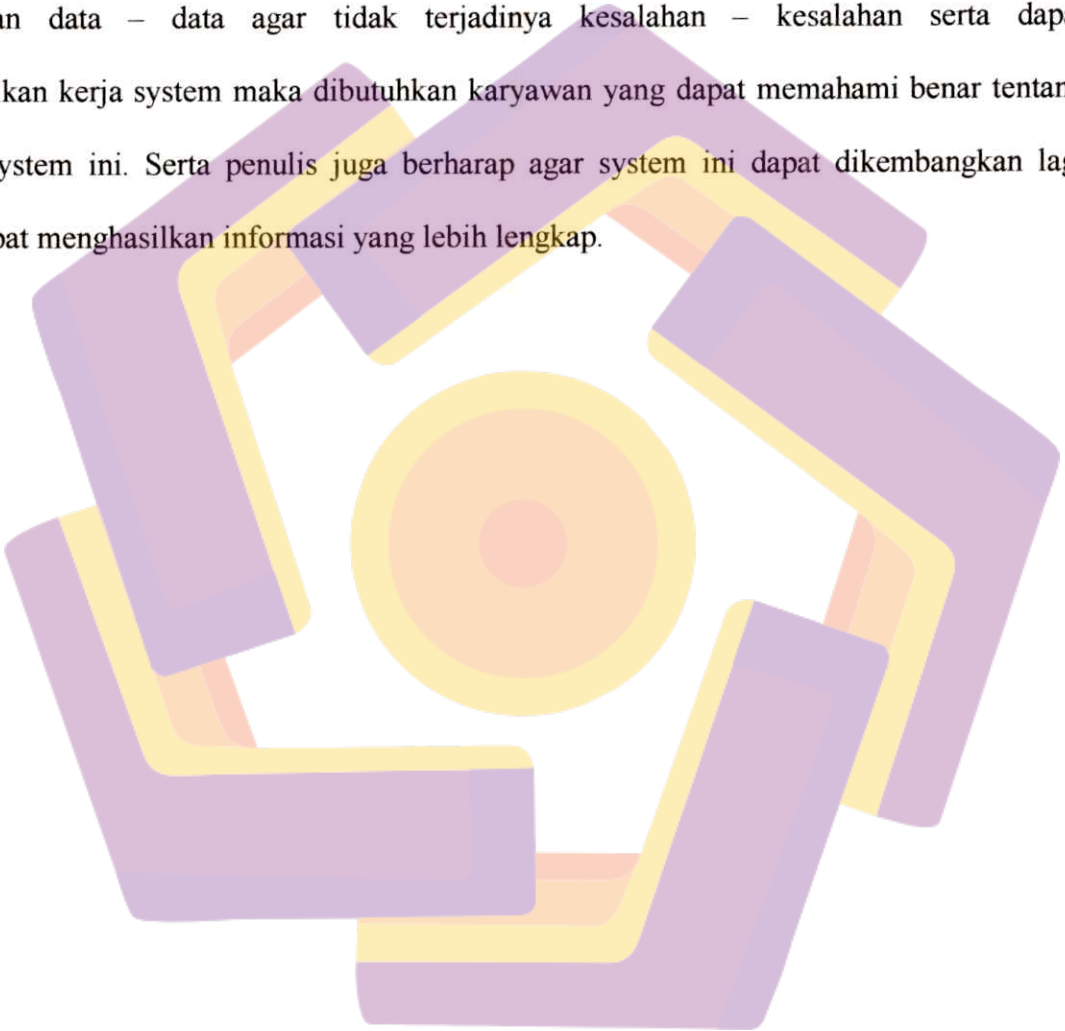 an data – data agar tidak terjadinya kesalahan – kesalahan serta dap
kan kerja system maka dibutuhkan karyawan yang dapat memahami benar tentan
ystem ini. Serta penulis juga berharap agar system ini dapat dikembangkan lag
pat menghasilkan informasi yang lebih lengkap.